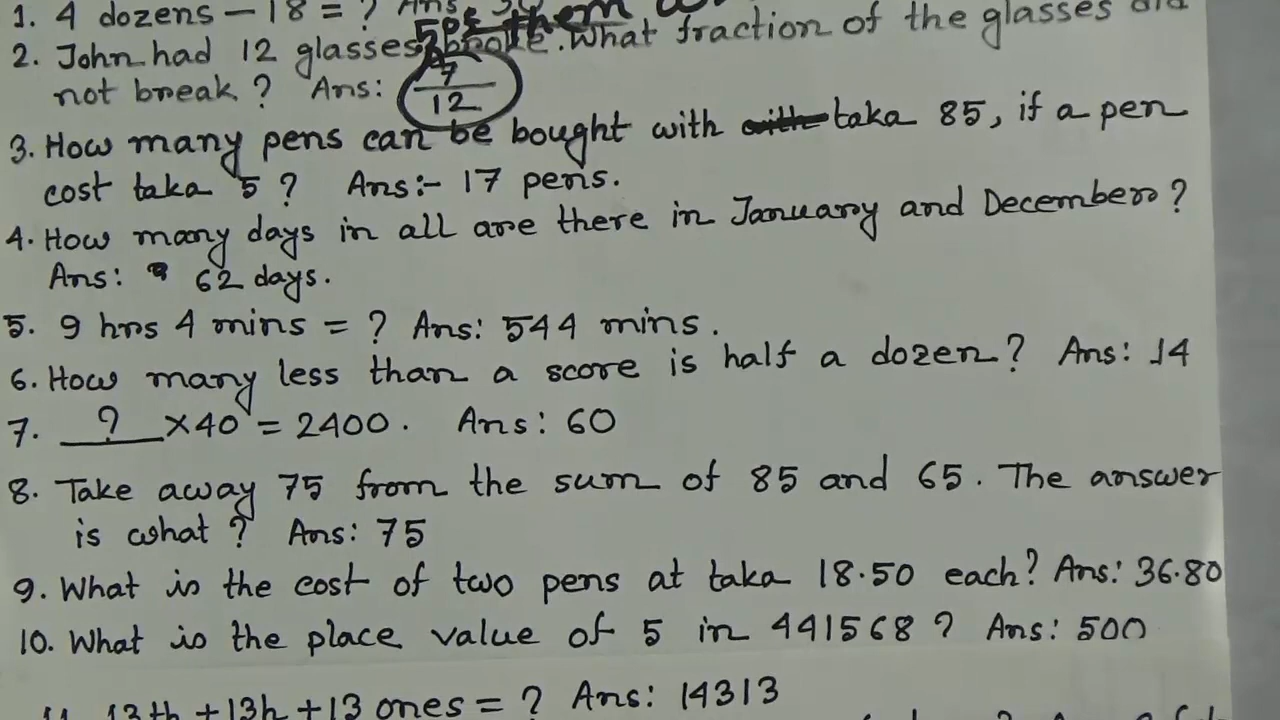 1. 4 dozens - 18 = ? Ans
5 of them
2. John had 12 glasses broke. What fraction of the glasses did
not break? Ans: 7/12
3. How many pens can be bought with with taka 85, if a pen
cost taka 5? Ans:- 17 pens.
4. How many days in all are there in January and December?
Ans: 62 days.
5. 9 hrs 4 mins = ? Ans: 544 mins.
6. How many less than a score is half a dozen? Ans: 14
7. ? ×40 = 2400. Ans: 60
8. Take away 75 from the sum of 85 and 65. The answer
is what? Ans: 75
9. What is the cost of two pens at taka 18.50 each? Ans: 36.80
10. What is the place value of 5 in 441568? Ans: 500
11. 13th + 13h + 13 ones = ? Ans: 14313